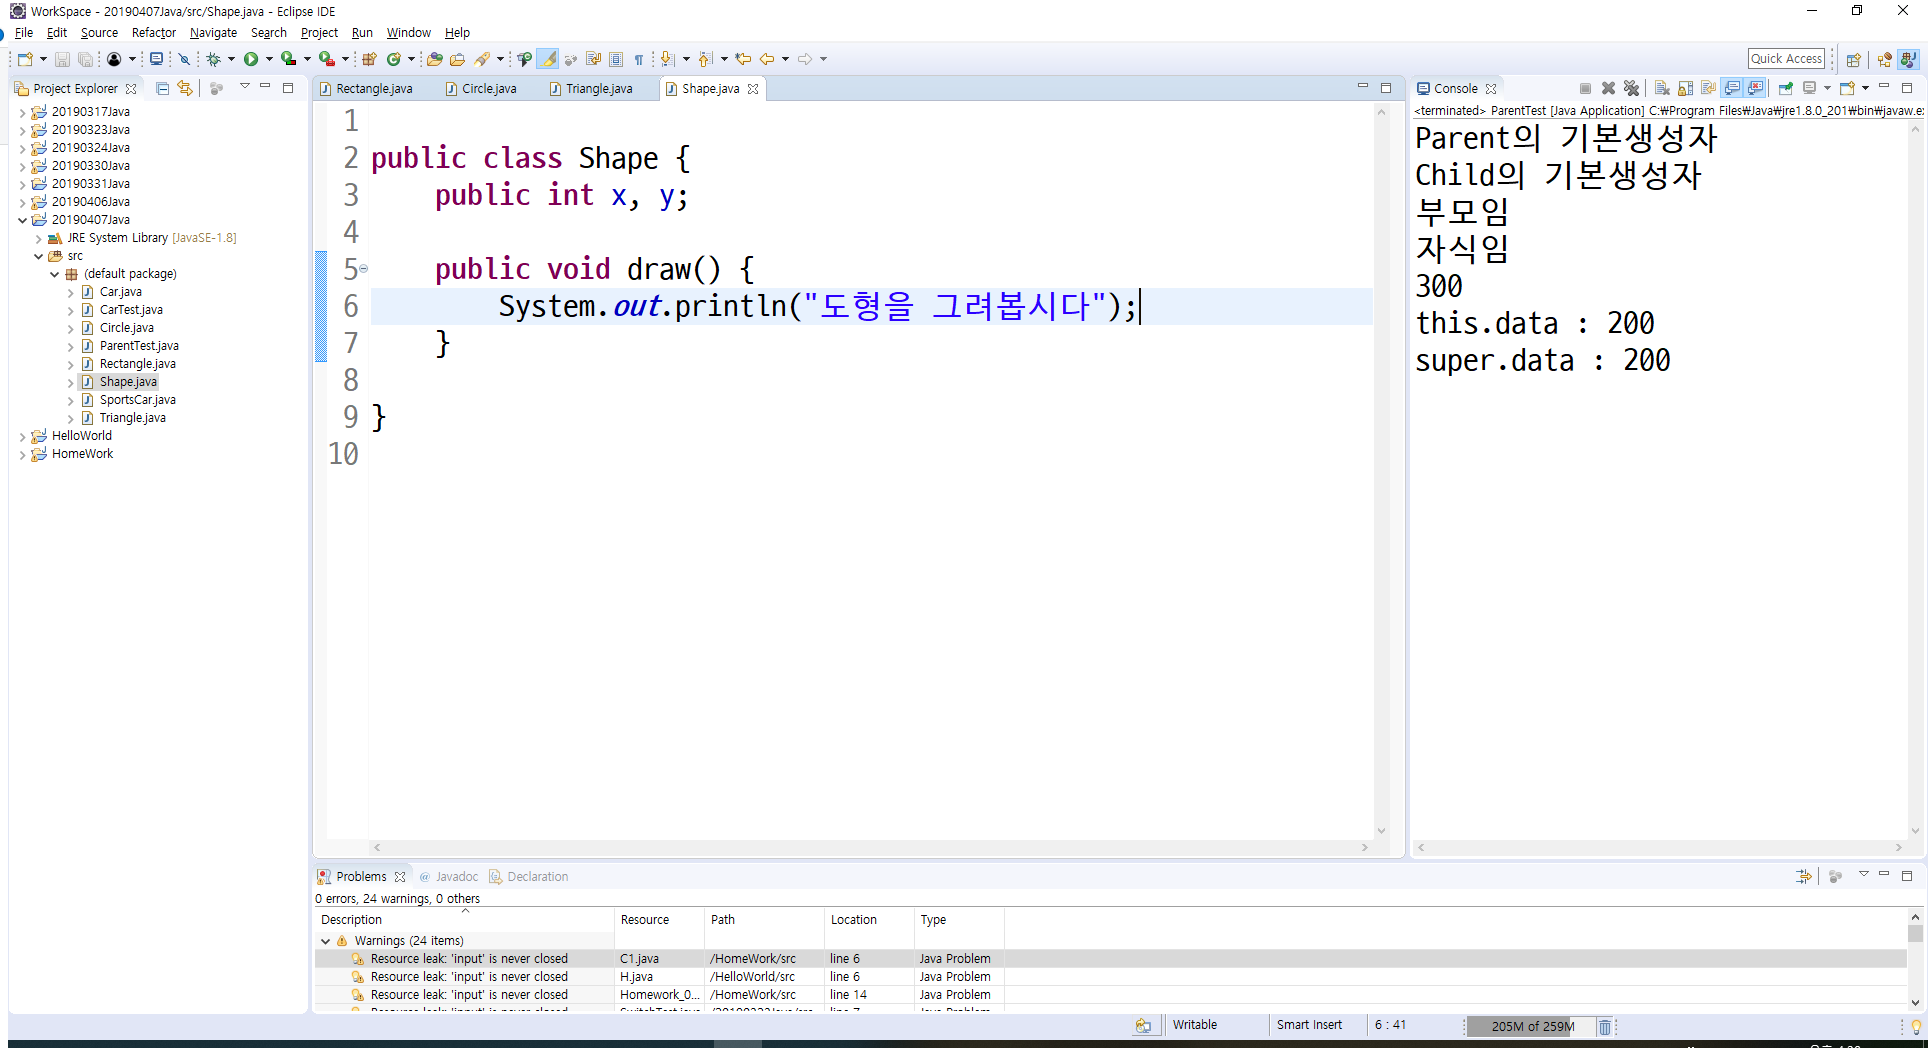 WorkSpace - 20190407Java/src/Shape.java - Eclipse IDE
File Edit Source Refactor Navigate Search Project Run Window Help
Quick Access
Project Explorer
20190317Java
20190323Java
20190324Java
20190330Java
20190331Java
20190406Java
20190407Java
JRE System Library [JavaSE-1.8]
src
(default package)
Car.java
CarTest.java
Circle.java
ParentTest.java
Rectangle.java
Shape.java
SportsCar.java
Triangle.java
HelloWorld
HomeWork
Rectangle.java Circle.java Triangle.java Shape.java
1
2 public class Shape {
3 public int x, y;
4
5 public void draw() {
6 System.out.println("도형을 그려봅시다");
7 }
8
9 }
10
Console
<terminated> ParentTest [Java Application] C:₩Program Files₩Java₩jre1.8.0_201₩bin₩javaw.ex
Parent의 기본생성자
Child의 기본생성자
부모임
자식임
300
this.data : 200
super.data : 200
Problems @ Javadoc Declaration
0 errors, 24 warnings, 0 others
Description Resource Path Location Type
Warnings (24 items)
Resource leak: 'input' is never closed C1.java /HomeWork/src line 6 Java Problem
Resource leak: 'input' is never closed H.java /HelloWorld/src line 6 Java Problem
Resource leak: 'input' is never closed Homework_0... /HomeWork/src line 14 Java Problem
Writable Smart Insert 6 : 41 205M of 259M